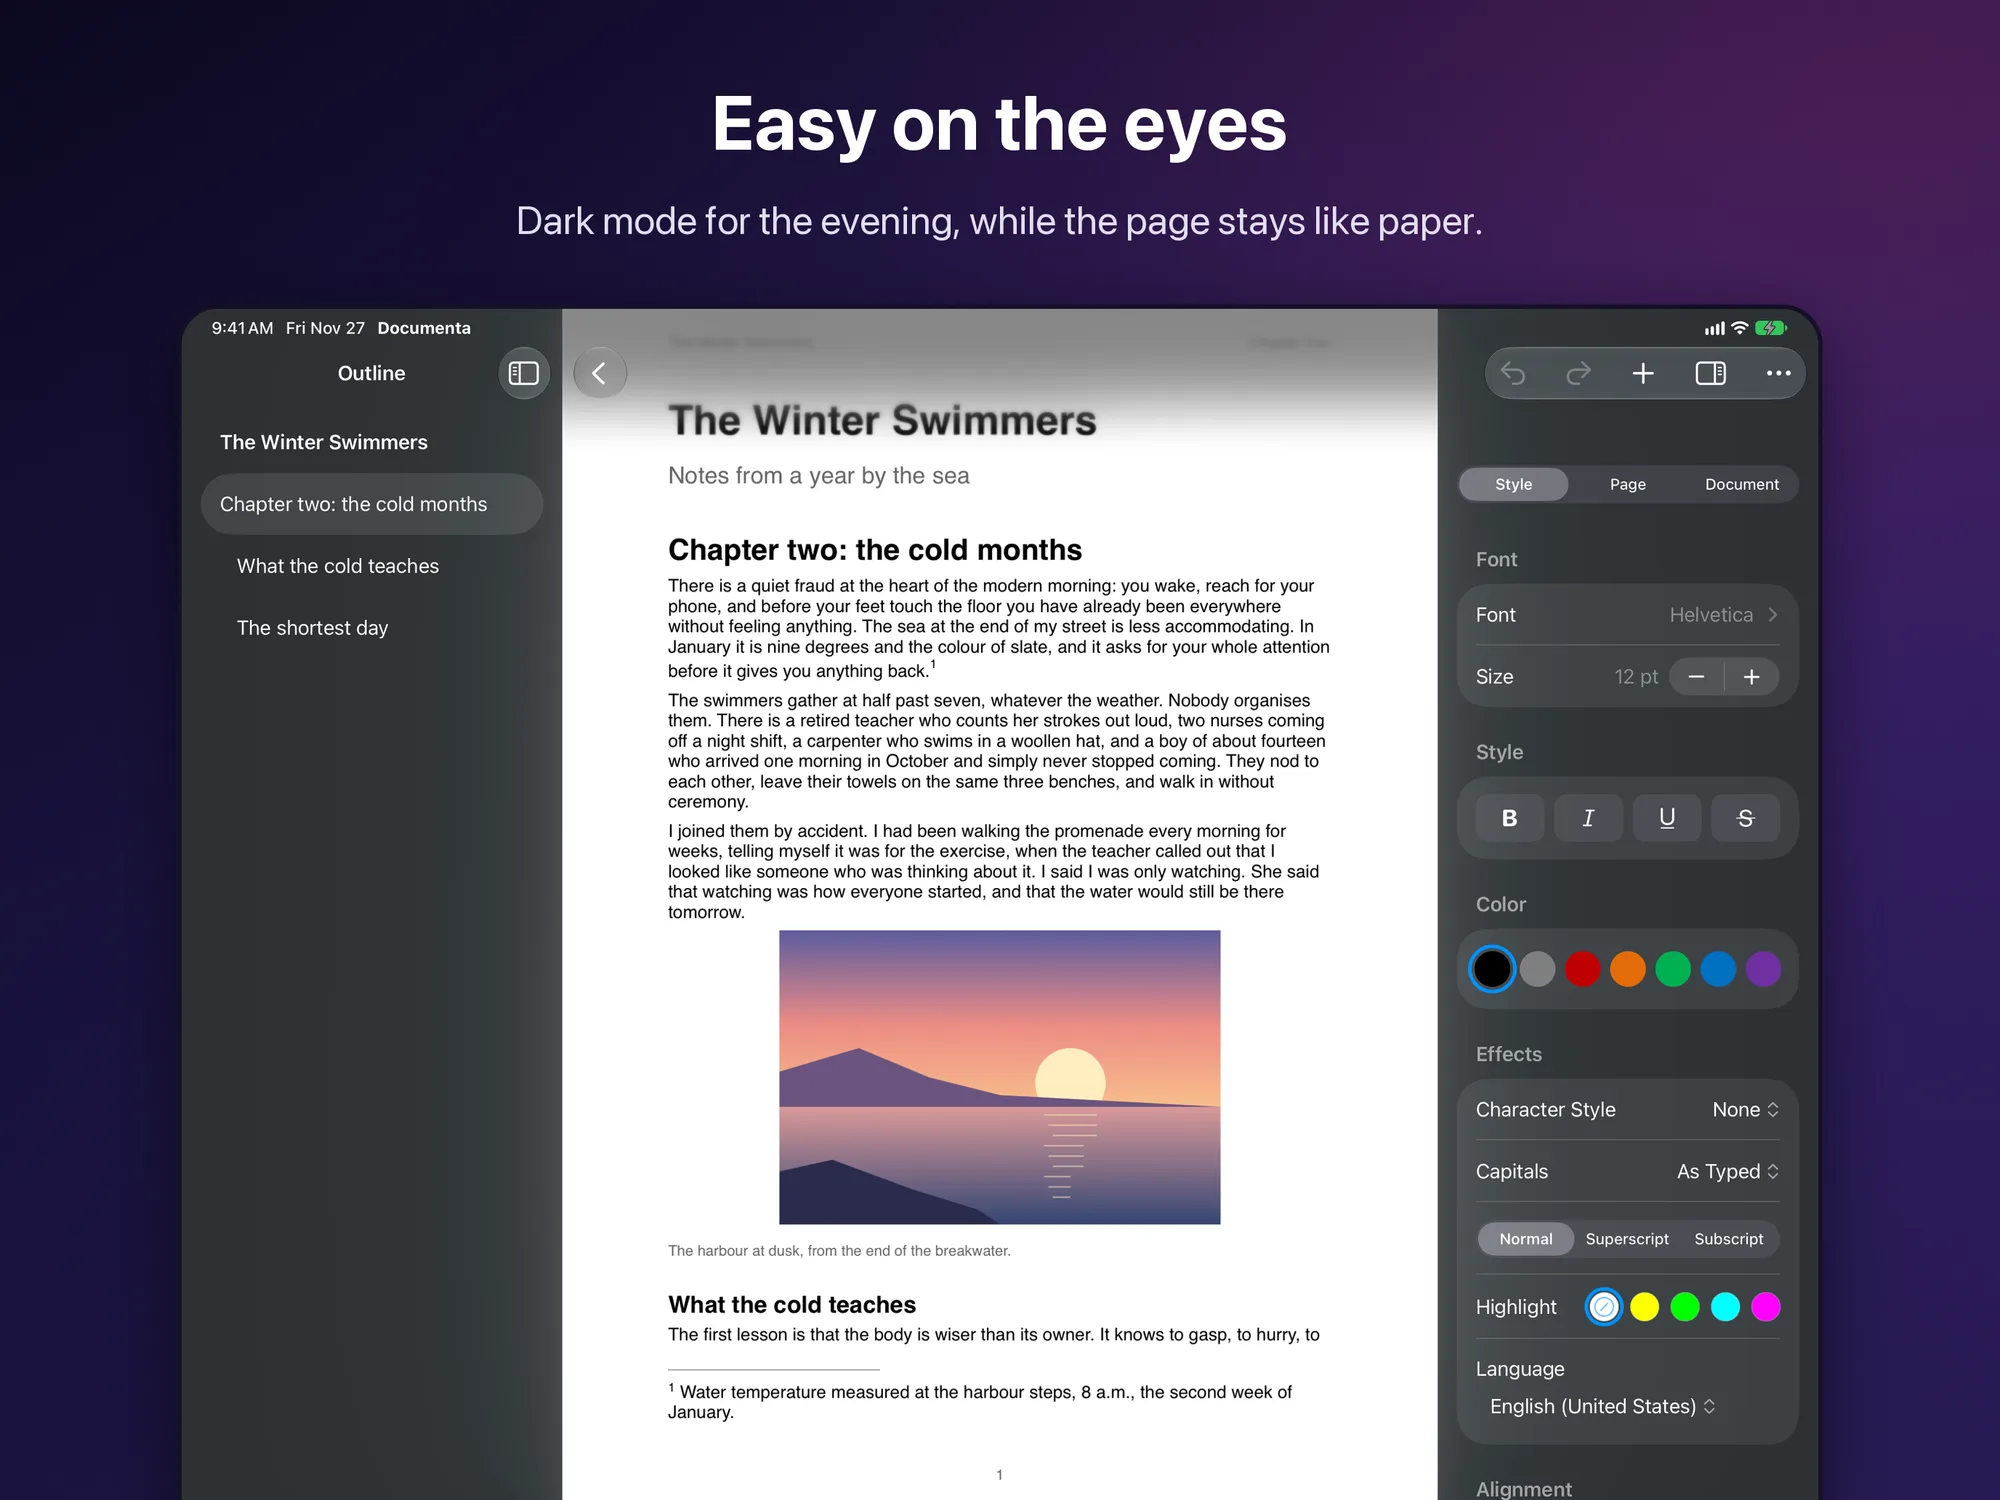 Easy on the eyes
Dark mode for the evening, while the page stays like paper.
9:41 AM Fri Nov 27 Documenta
Outline
The Winter Swimmers
Chapter two: the cold months
What the cold teaches
The shortest day
The Winter Swimmers
Notes from a year by the sea
Chapter two: the cold months
There is a quiet fraud at the heart of the modern morning: you wake, reach for your
phone, and before your feet touch the floor you have already been everywhere
without feeling anything. The sea at the end of my street is less accommodating. In
January it is nine degrees and the colour of slate, and it asks for your whole attention
before it gives you anything back.1
The swimmers gather at half past seven, whatever the weather. Nobody organises
them. There is a retired teacher who counts her strokes out loud, two nurses coming
off a night shift, a carpenter who swims in a woollen hat, and a boy of about fourteen
who arrived one morning in October and simply never stopped coming. They nod to
each other, leave their towels on the same three benches, and walk in without
ceremony.
I joined them by accident. I had been walking the promenade every morning for
weeks, telling myself it was for the exercise, when the teacher called out that I
looked like someone who was thinking about it. I said I was only watching. She said
that watching was how everyone started, and that the water would still be there
tomorrow.
The harbour at dusk, from the end of the breakwater.
What the cold teaches
The first lesson is that the body is wiser than its owner. It knows to gasp, to hurry, to
1 Water temperature measured at the harbour steps, 8 a.m., the second week of
January.
1
Style Page Document
Font
Font Helvetica
Size 12 pt
Style
B I U S
Color
Effects
Character Style None
Capitals As Typed
Normal Superscript Subscript
Highlight
Language
English (United States)
Alignment